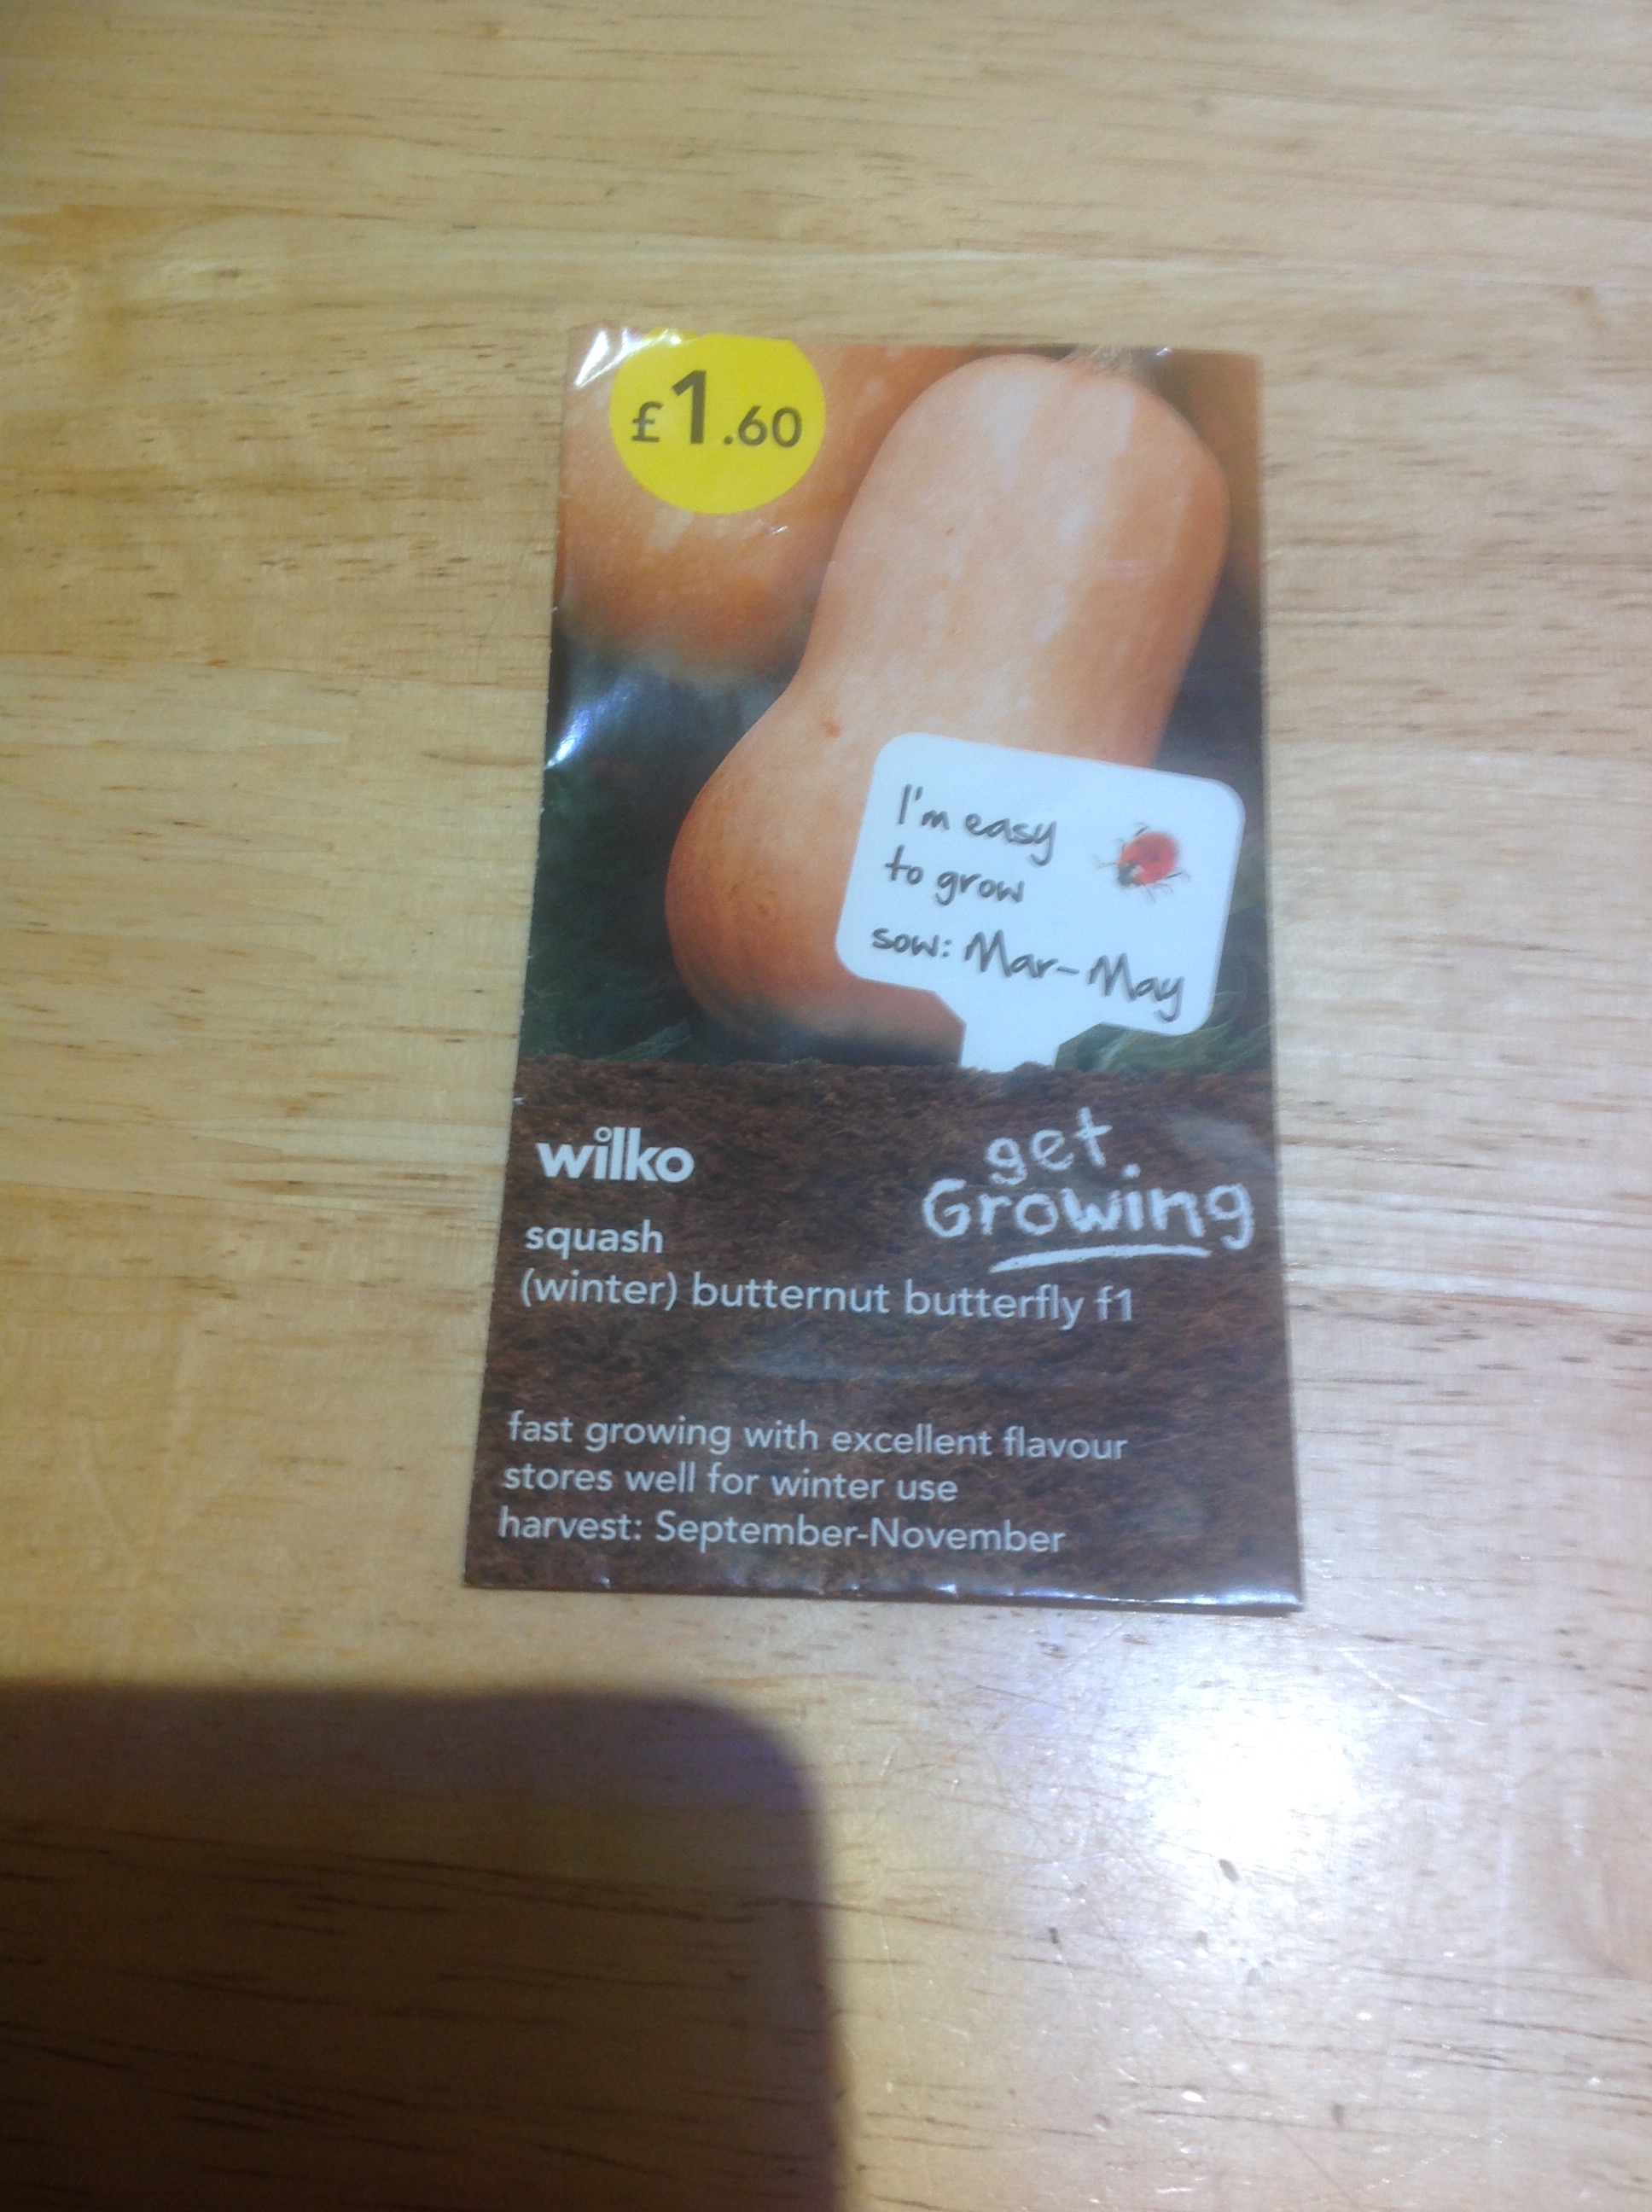 £1.60
I'm easy
to grow
sow: Mar-May
wilko
get
Growing
squash
(winter) butternut butterfly f1
fast growing with excellent flavour
stores well for winter use
harvest: September-November